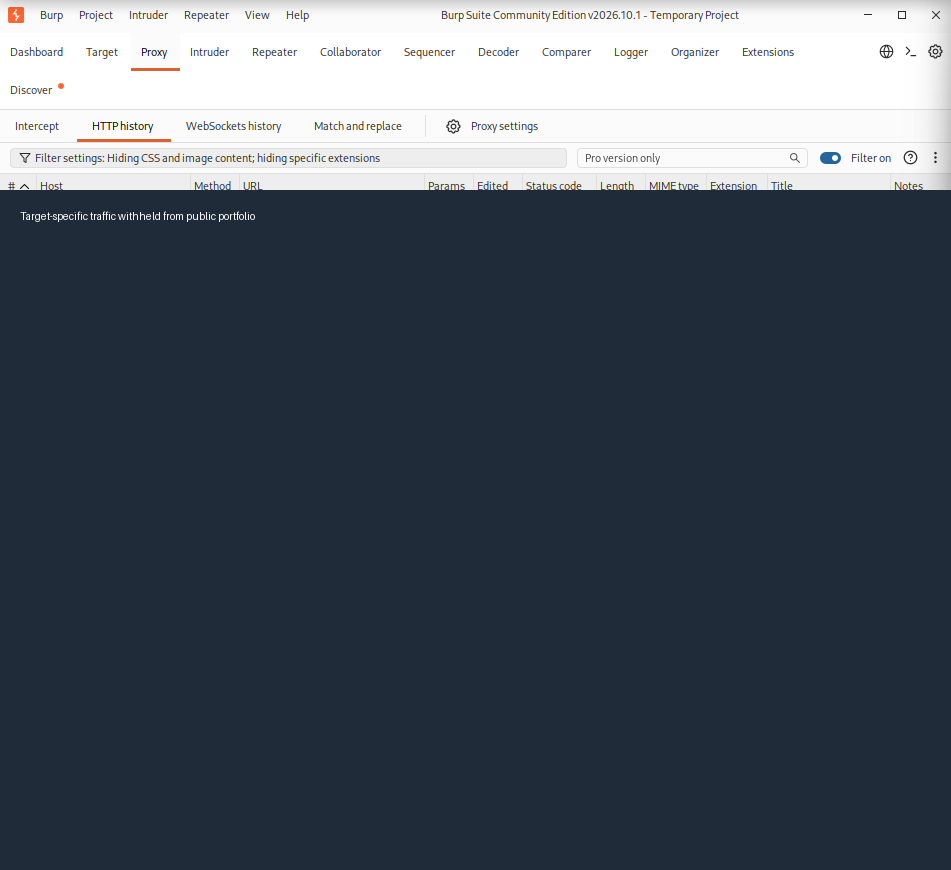 Burp Project Intruder Repeater View Help Burp Suite Community Edition v2026.10.1 - Temporary Project
Dashboard Target Proxy Intruder Repeater Collaborator Sequencer Decoder Comparer Logger Organizer Extensions
Discover
Intercept HTTP history WebSockets history Match and replace Proxy settings
Filter settings: Hiding CSS and image content; hiding specific extensions Pro version only Filter on
# Host Method URL Params Edited Status code Length MIME type Extension Title Notes
Target-specific traffic withheld from public portfolio